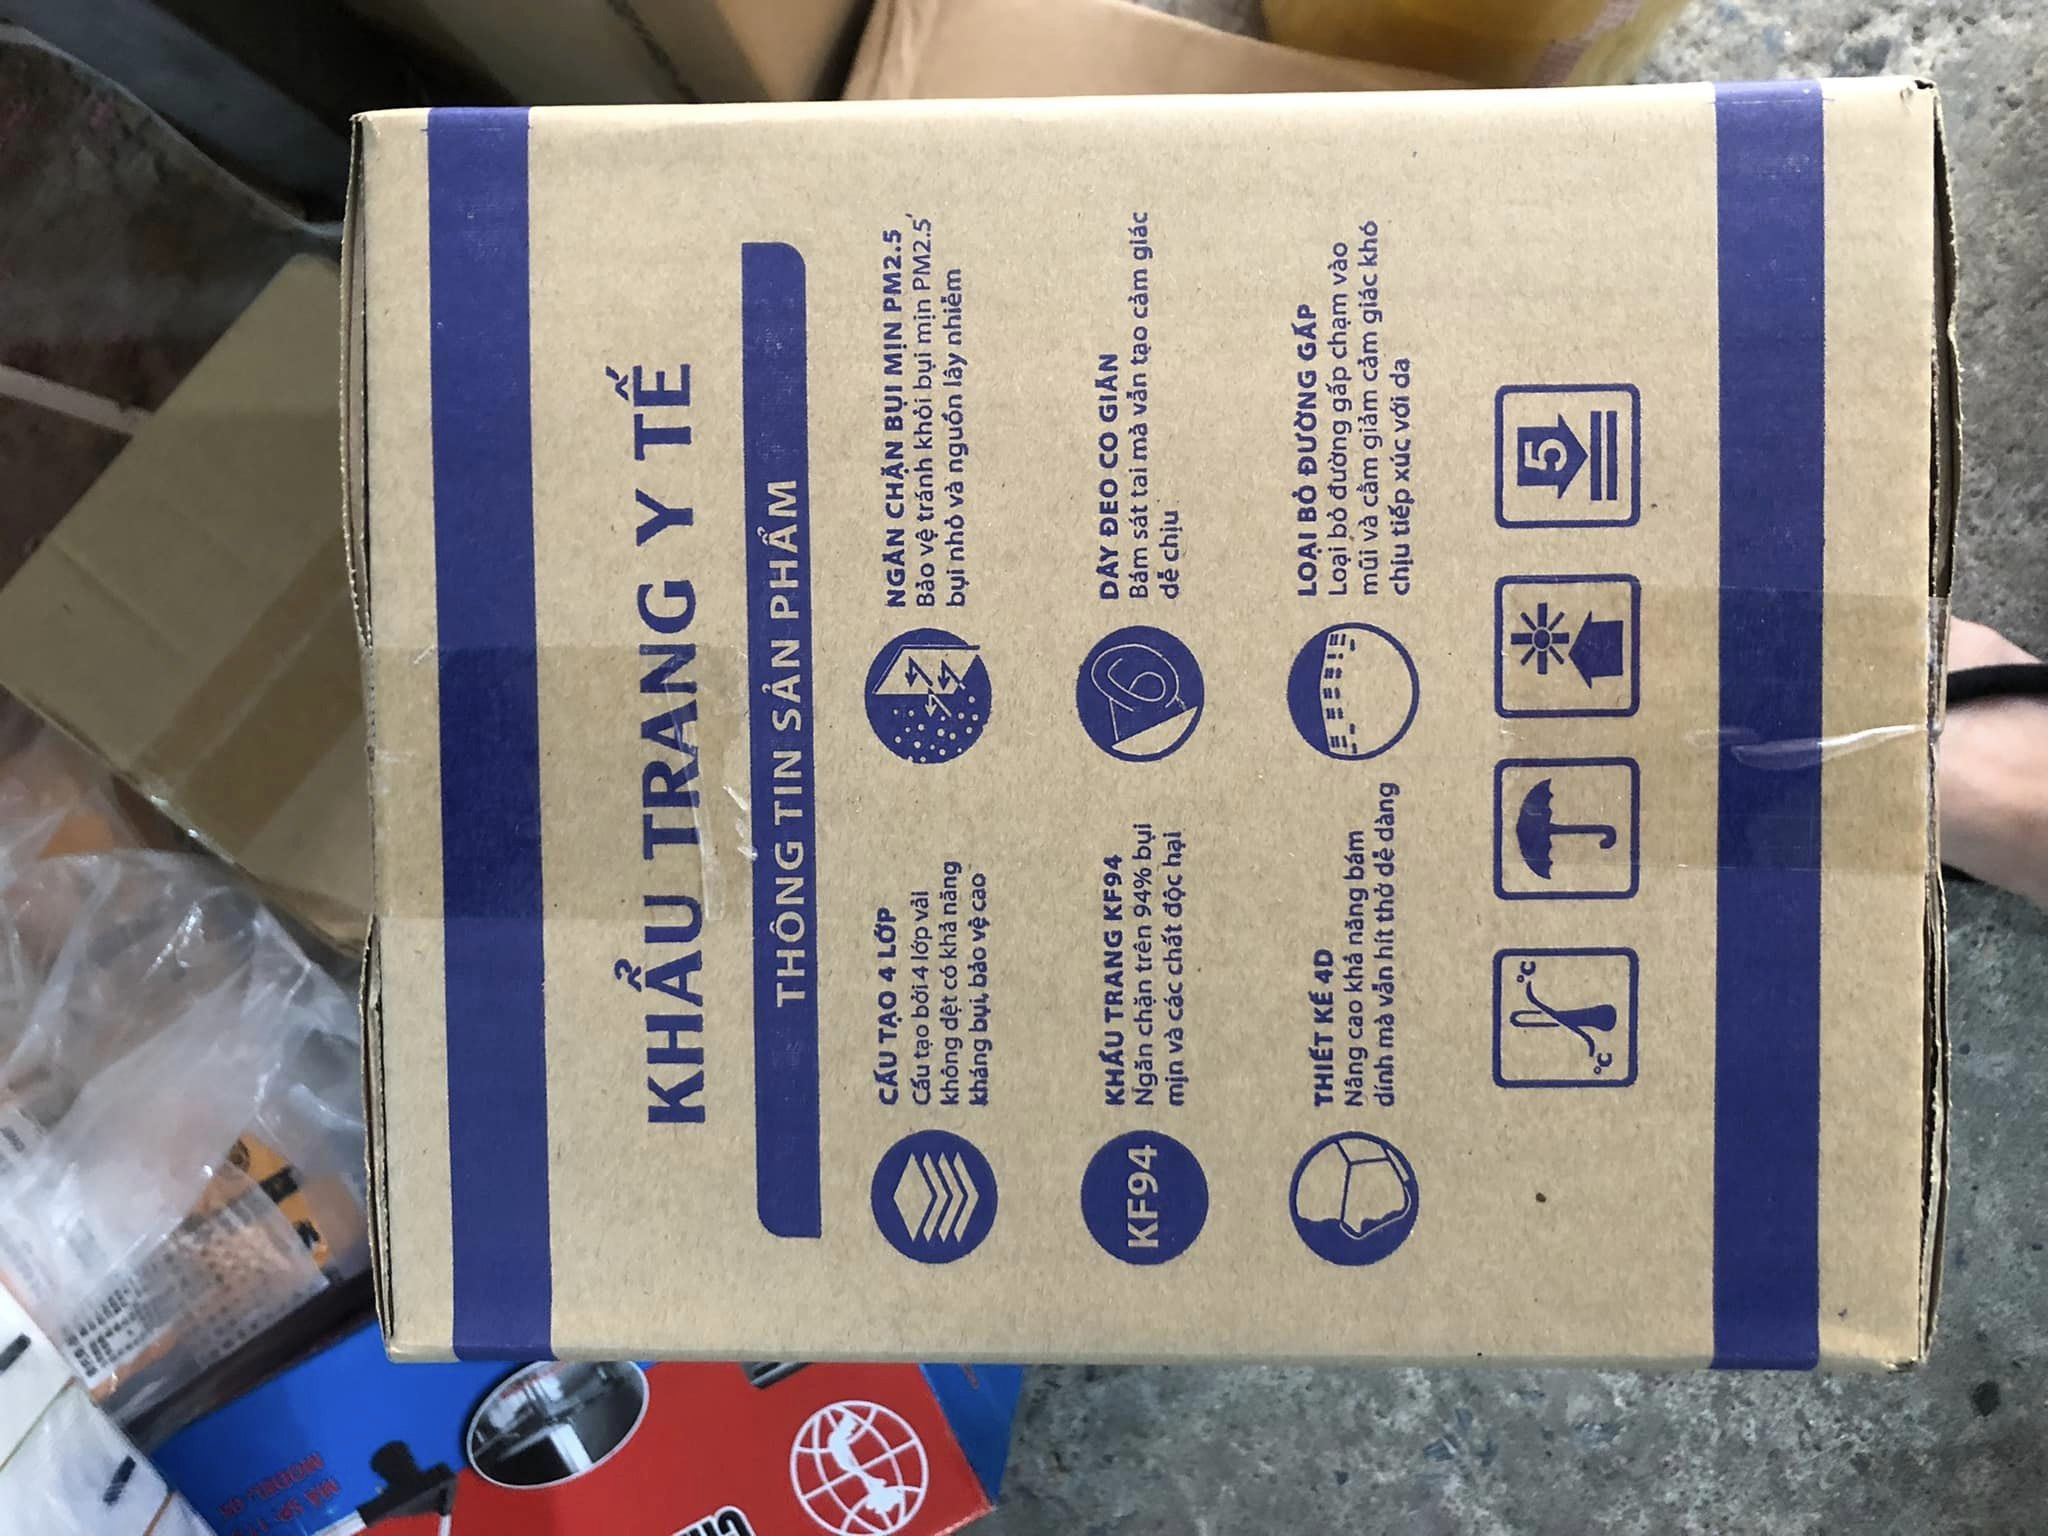 KHẨU TRANG Y TẾ
THÔNG TIN SẢN PHẨM
CẤU TẠO 4 LỚP
Cấu tạo bởi 4 lớp vải
không dệt có khả năng
kháng bụi, bảo vệ cao
NGĂN CHẶN BỤI MỊN PM2.5
Bảo vệ tránh khỏi bụi mịn PM2.5,
bụi nhỏ và nguồn lây nhiễm
KF94
KHẨU TRANG KF94
Ngăn chặn trên 94% bụi
mịn và các chất độc hại
DÂY ĐEO CO GIÃN
Bám sát tai mà vẫn tạo cảm giác
dễ chịu
THIẾT KẾ 4D
Nâng cao khả năng bám
dính mà vẫn hít thở dễ dàng
LOẠI BỎ ĐƯỜNG GẤP
Loại bỏ đường gấp chạm vào
mũi và cằm giảm cảm giác khó
chịu tiếp xúc với da
°C
°C
5